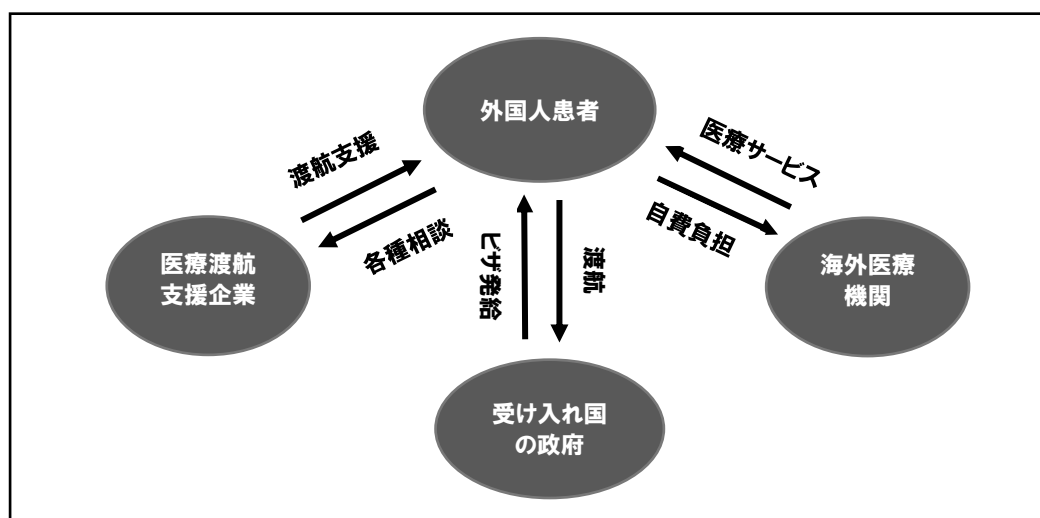 外国人患者
渡航支援
各種相談
医療サービス
自費負担
医療渡航
支援企業
ビザ発給
渡航
海外医療
機関
受け入れ国
の政府